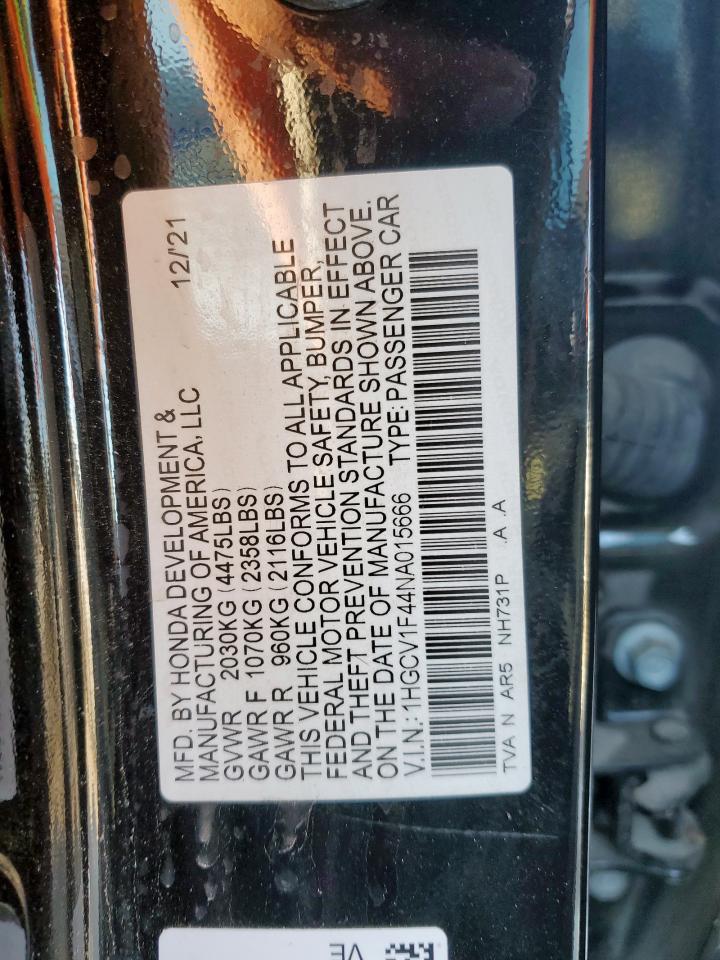 MFD. BY HONDA DEVELOPMENT & 12/'21
MANUFACTURING OF AMERICA, LLC
GVWR 2030KG (4475LBS)
GAWR F 1070KG (2358LBS)
GAWR R 960KG (2116LBS)
THIS VEHICLE CONFORMS TO ALL APPLICABLE
FEDERAL MOTOR VEHICLE SAFETY, BUMPER,
AND THEFT PREVENTION STANDARDS IN EFFECT
ON THE DATE OF MANUFACTURE SHOWN ABOVE.
V.I.N.: 1HGCV1F44NA015666 TYPE: PASSENGER CAR
TVA N AR5 NH731P .A .A
VE